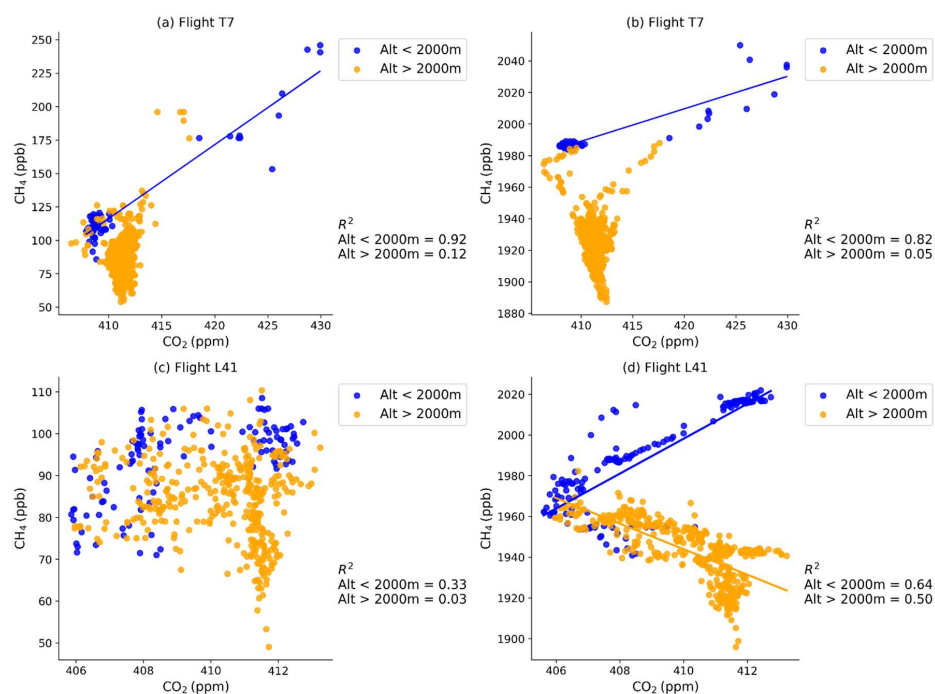 (a) Flight T7
250
225
200
175
150
125
100
75
50
CH₄ (ppb)
410
415
420
425
430
CO₂ (ppm)
Alt < 2000m
Alt > 2000m
R²
Alt < 2000m = 0.92
Alt > 2000m = 0.12
(b) Flight T7
2040
2020
2000
1980
1960
1940
1920
1900
1880
CH₄ (ppb)
410
415
420
425
430
CO₂ (ppm)
Alt < 2000m
Alt > 2000m
R²
Alt < 2000m = 0.82
Alt > 2000m = 0.05
(c) Flight L41
110
100
90
80
70
60
50
CH₄ (ppb)
406
408
410
412
CO₂ (ppm)
Alt < 2000m
Alt > 2000m
R²
Alt < 2000m = 0.33
Alt > 2000m = 0.03
(d) Flight L41
2020
2000
1980
1960
1940
1920
1900
CH₄ (ppb)
406
408
410
412
CO₂ (ppm)
Alt < 2000m
Alt > 2000m
R²
Alt < 2000m = 0.64
Alt > 2000m = 0.50